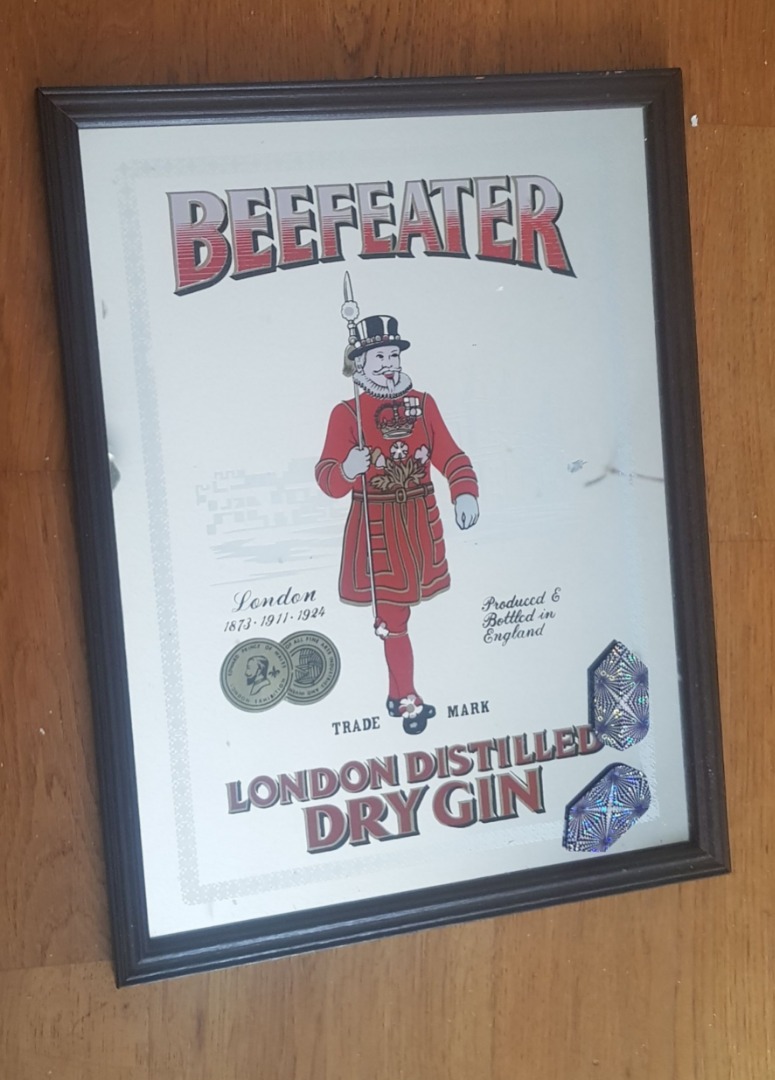 BEEFEATER
London
1873·1911·1924
Produced &
Bottled in
England
TRADE MARK
LONDON DISTILLED
DRY GIN